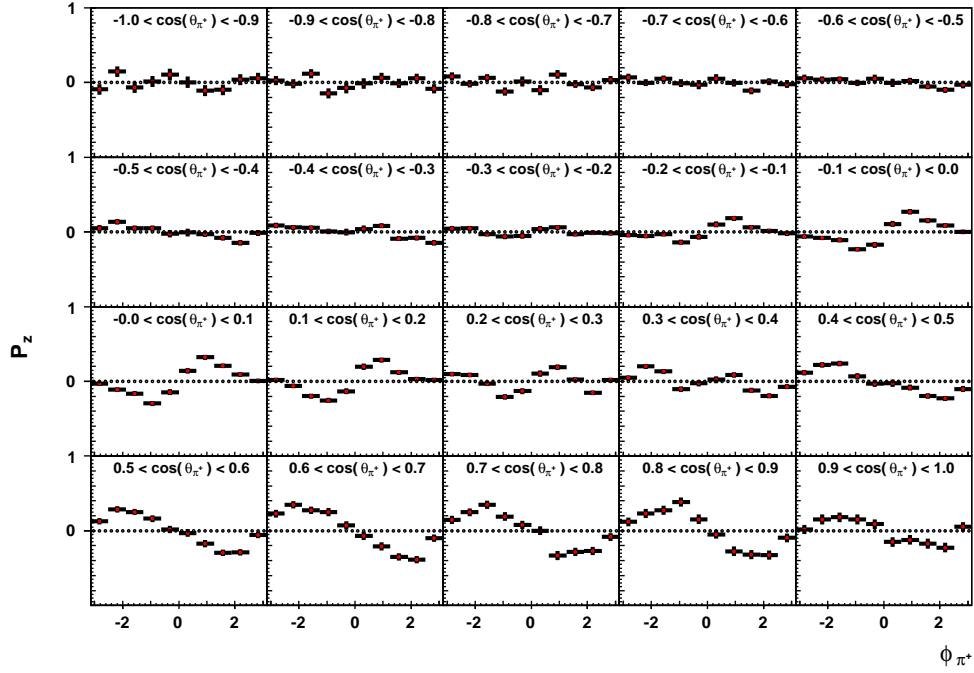 1
-1.0 < cos(θπ+) < -0.9 -0.9 < cos(θπ+) < -0.8 -0.8 < cos(θπ+) < -0.7 -0.7 < cos(θπ+) < -0.6 -0.6 < cos(θπ+) < -0.5
0
1
-0.5 < cos(θπ+) < -0.4 -0.4 < cos(θπ+) < -0.3 -0.3 < cos(θπ+) < -0.2 -0.2 < cos(θπ+) < -0.1 -0.1 < cos(θπ+) < 0.0
0
1
-0.0 < cos(θπ+) < 0.1 0.1 < cos(θπ+) < 0.2 0.2 < cos(θπ+) < 0.3 0.3 < cos(θπ+) < 0.4 0.4 < cos(θπ+) < 0.5
Pz
0
1
0.5 < cos(θπ+) < 0.6 0.6 < cos(θπ+) < 0.7 0.7 < cos(θπ+) < 0.8 0.8 < cos(θπ+) < 0.9 0.9 < cos(θπ+) < 1.0
0
-2 0 2 -2 0 2 -2 0 2 -2 0 2 -2 0 2
ϕπ+